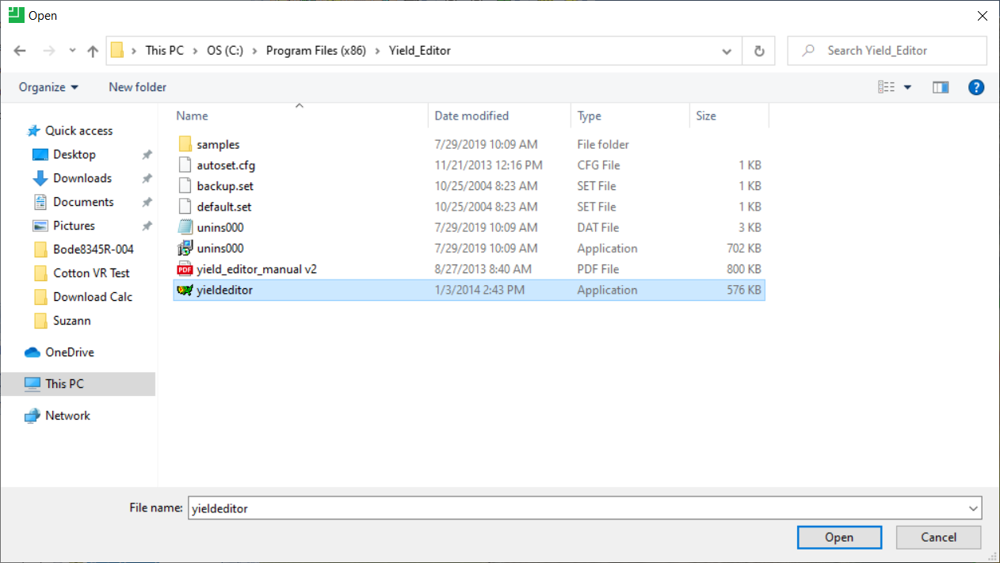 Open
This PC > OS (C:) > Program Files (x86) > Yield_Editor
Search Yield_Editor
Organize
New folder
?
Quick access
Desktop
Downloads
Documents
Pictures
Bode8345R-004
Cotton VR Test
Download Calc
Suzann
OneDrive
This PC
Network
Name Date modified Type Size
samples 7/29/2019 10:09 AM File folder
autoset.cfg 11/21/2013 12:16 PM CFG File 1 KB
backup.set 10/25/2004 8:23 AM SET File 1 KB
default.set 10/25/2004 8:23 AM SET File 1 KB
unins000 7/29/2019 10:09 AM DAT File 3 KB
unins000 7/29/2019 10:09 AM Application 702 KB
PDF yield_editor_manual v2 8/27/2013 8:40 AM PDF File 800 KB
yieldeditor 1/3/2014 2:43 PM Application 576 KB
File name: yieldeditor
Open Cancel